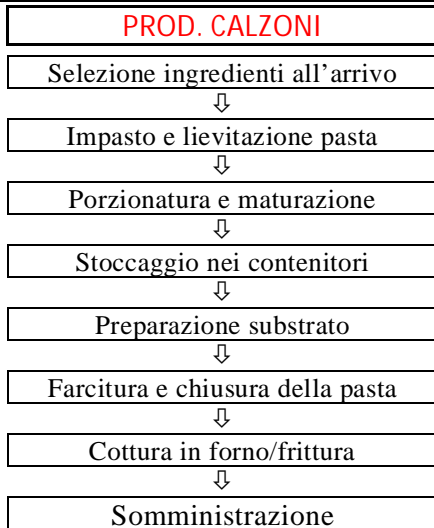 PROD. CALZONI
Selezione ingredienti all'arrivo
⇩
Impasto e lievitazione pasta
⇩
Porzionatura e maturazione
⇩
Stoccaggio nei contenitori
⇩
Preparazione substrato
⇩
Farcitura e chiusura della pasta
⇩
Cottura in forno/frittura
⇩
Somministrazione